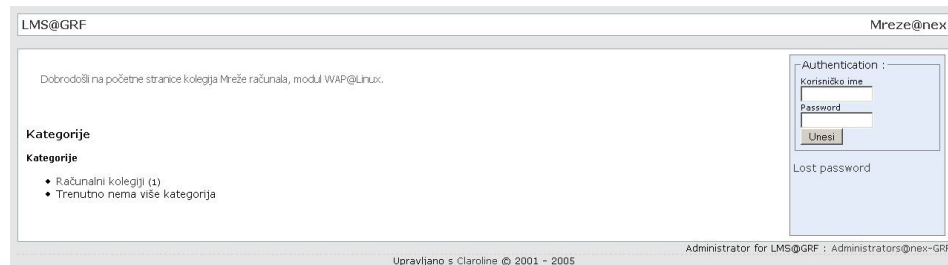 LMS@GRF
Mreze@nex
Dobrodošli na početne stranice kolegija Mreže računala, modul WAP@Linux.
Authentication :
Korisničko ime
Password
Unesi
Lost password
Kategorije
Kategorije
Računalni kolegiji (1)
Trenutno nema više kategorija
Administrator for LMS@GRF : Administrators@nex-GRF
Upravljano s Claroline © 2001 - 2005